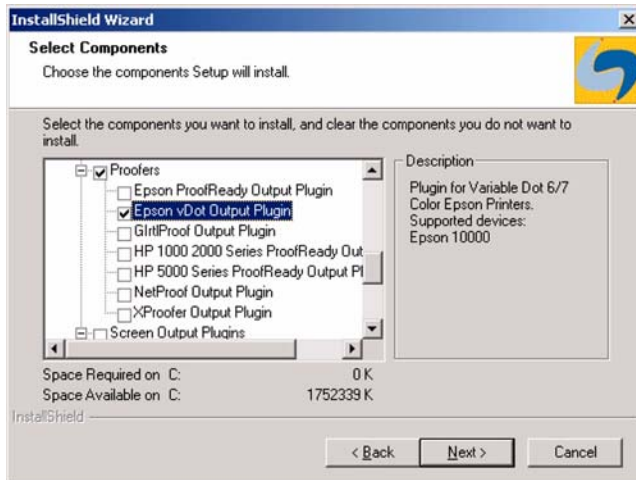 InstallShield Wizard
Select Components
Choose the components Setup will install.
Select the components you want to install, and clear the components you do not want to
install.
Proofers
Epson ProofReady Output Plugin
Epson vDot Output Plugin
GIrtIProof Output Plugin
HP 1000 2000 Series ProofReady Out
HP 5000 Series ProofReady Output Pl
NetProof Output Plugin
XProofer Output Plugin
Screen Output Plugins
Description
Plugin for Variable Dot 6/7
Color Epson Printers.
Supported devices:
Epson 10000
Space Required on C: 0 K
Space Available on C: 1752339 K
InstallShield
< Back
Next >
Cancel